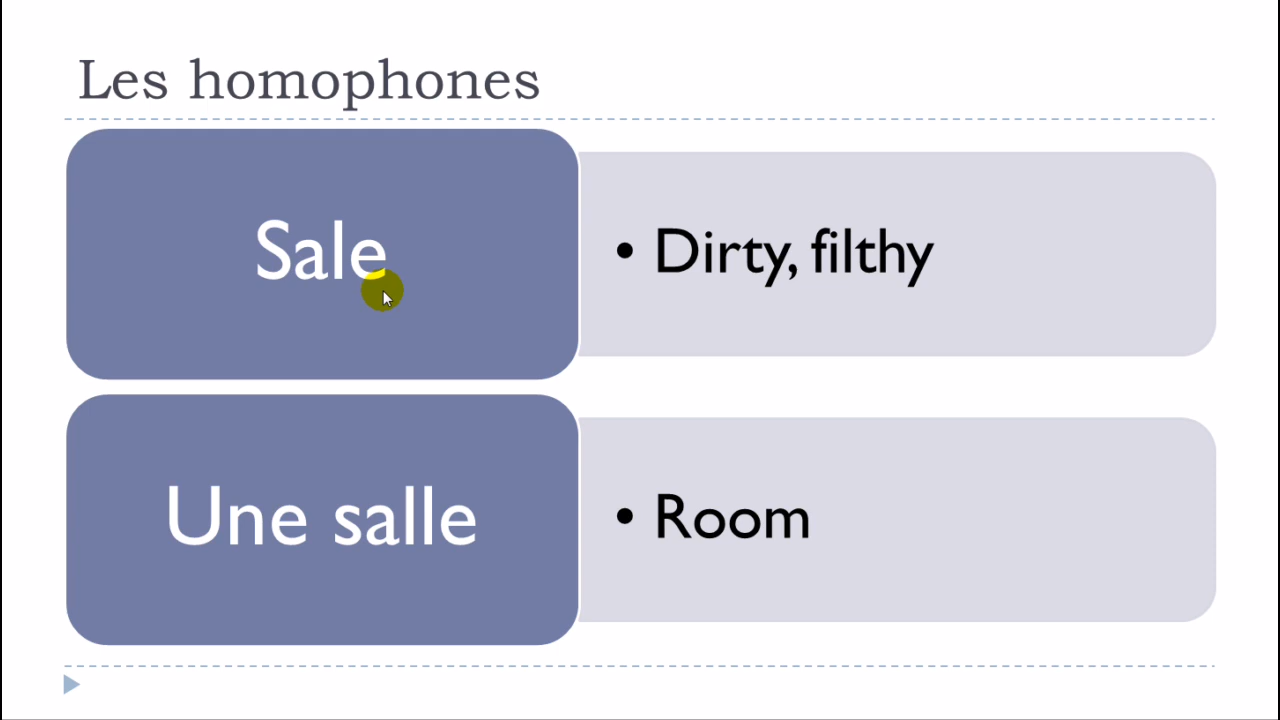 Les homophones
Sale
• Dirty, filthy
Une salle
• Room